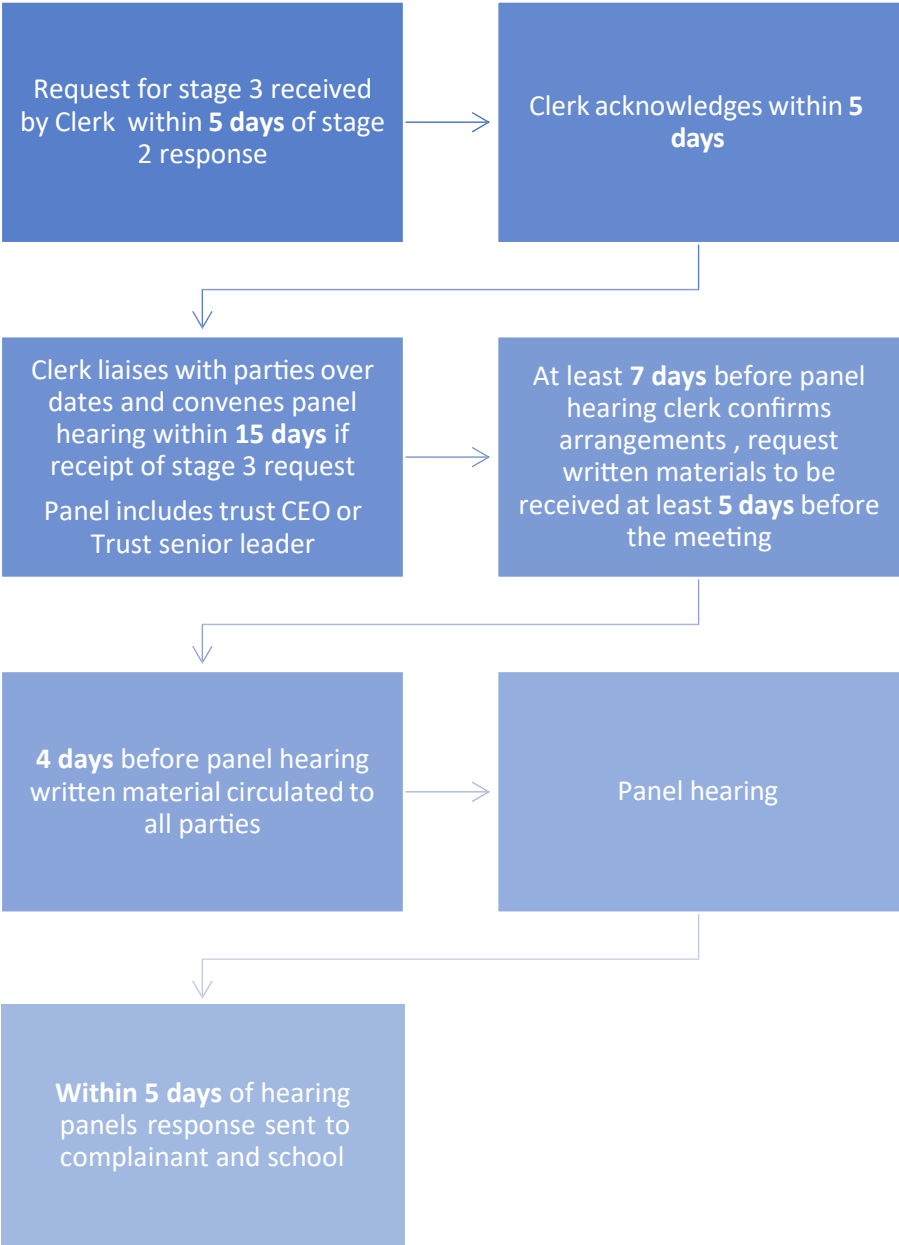 Request for stage 3 received
by Clerk within 5 days of stage
2 response
Clerk acknowledges within 5
days
Clerk liaises with parties over
dates and convenes panel
hearing within 15 days if
receipt of stage 3 request
Panel includes trust CEO or
Trust senior leader
At least 7 days before panel
hearing clerk confirms
arrangements , request
written materials to be
received at least 5 days before
the meeting
4 days before panel hearing
written material circulated to
all parties
Panel hearing
Within 5 days of hearing
panels response sent to
complainant and school